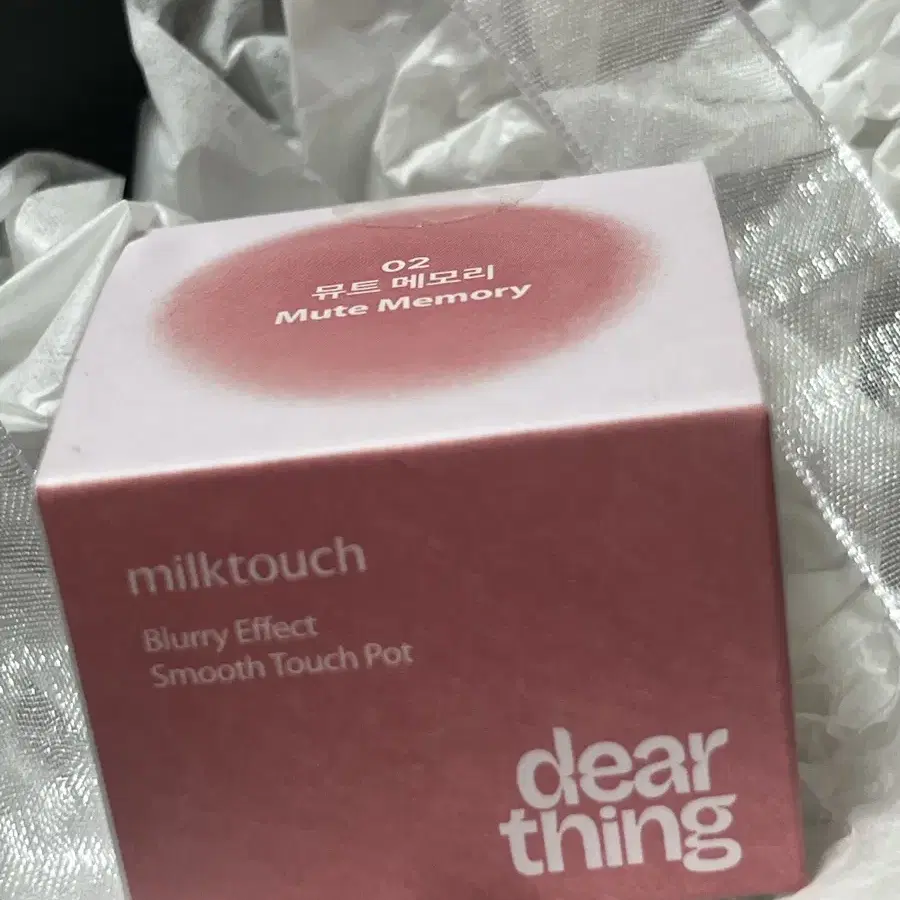 02
뮤트 메모리
Mute Memory
milktouch
Blurry Effect
Smooth Touch Pot
dear
thing